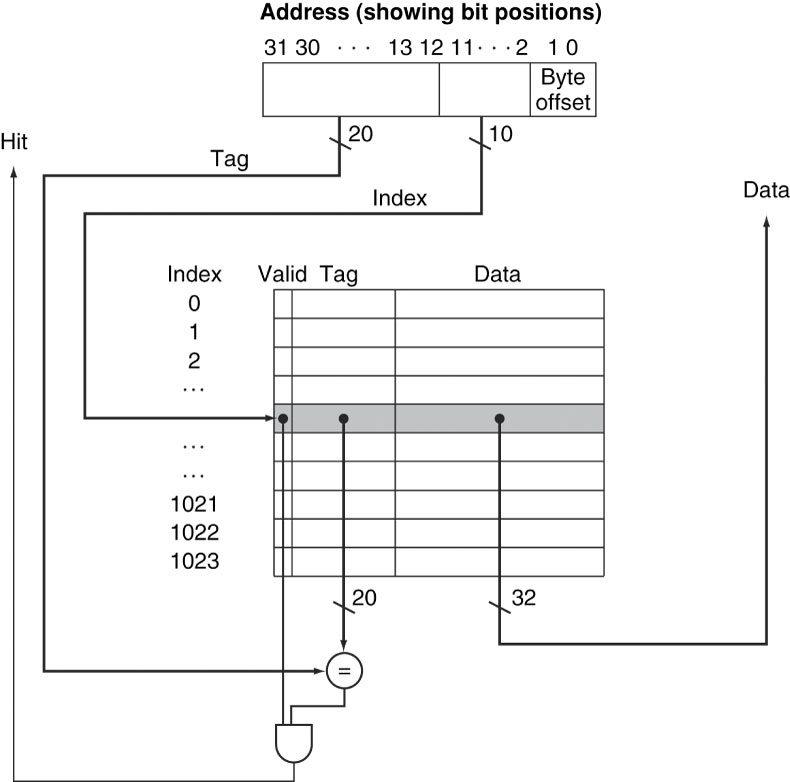 Address (showing bit positions)
31 30 · · · 13 12 11 · · · 2 1 0
Byte
offset
20
10
Hit
Tag
Index
Data
Index Valid Tag Data
0
1
2
· · ·
· · ·
· · ·
1021
1022
1023
20
32
=